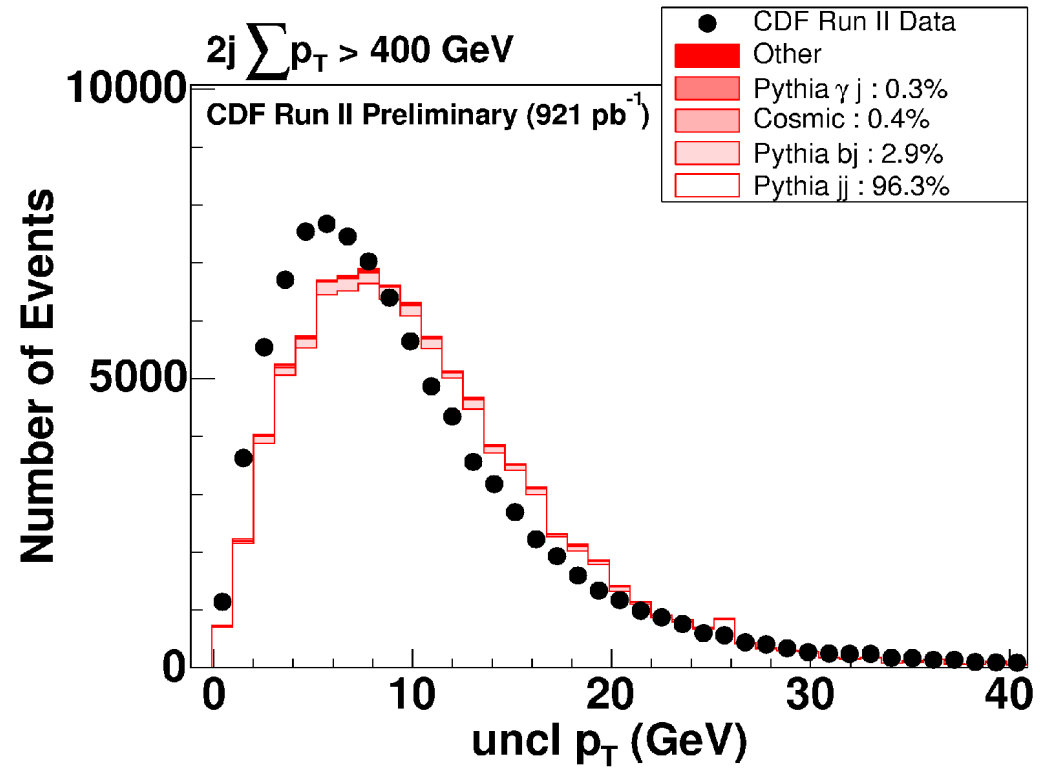 2j ∑p_T > 400 GeV
CDF Run II Preliminary (921 pb⁻¹)
CDF Run II Data
Other
Pythia γ j : 0.3%
Cosmic : 0.4%
Pythia bj : 2.9%
Pythia jj : 96.3%
Number of Events
10000
5000
0
0 10 20 30 40
uncl p_T (GeV)